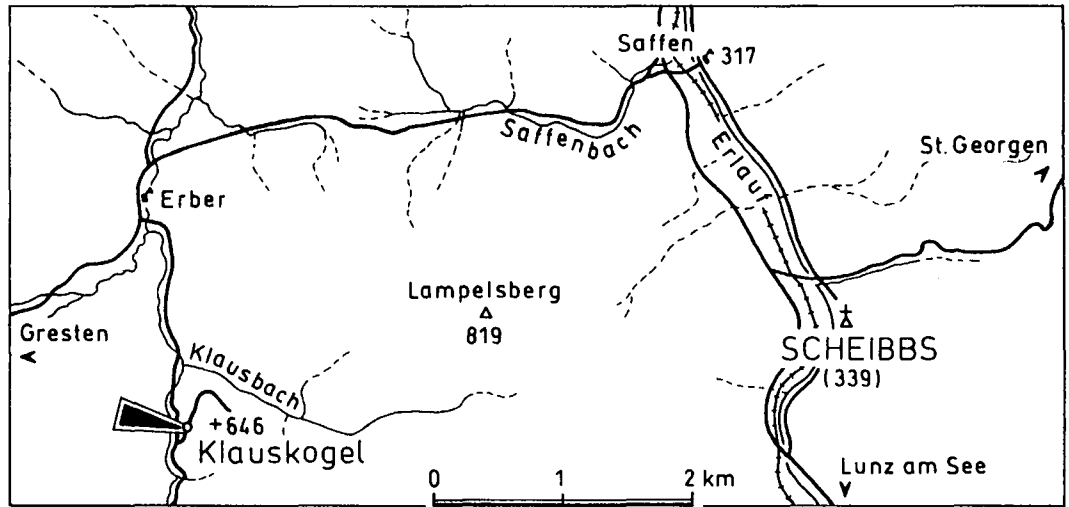 Saffen
317
Saffenbach
Erlauf
St. Georgen
Erber
Lampelsberg
819
Gresten
SCHEIBBS
(339)
Klausbach
+646
Klauskogel
Lunz am See
0 1 2 km